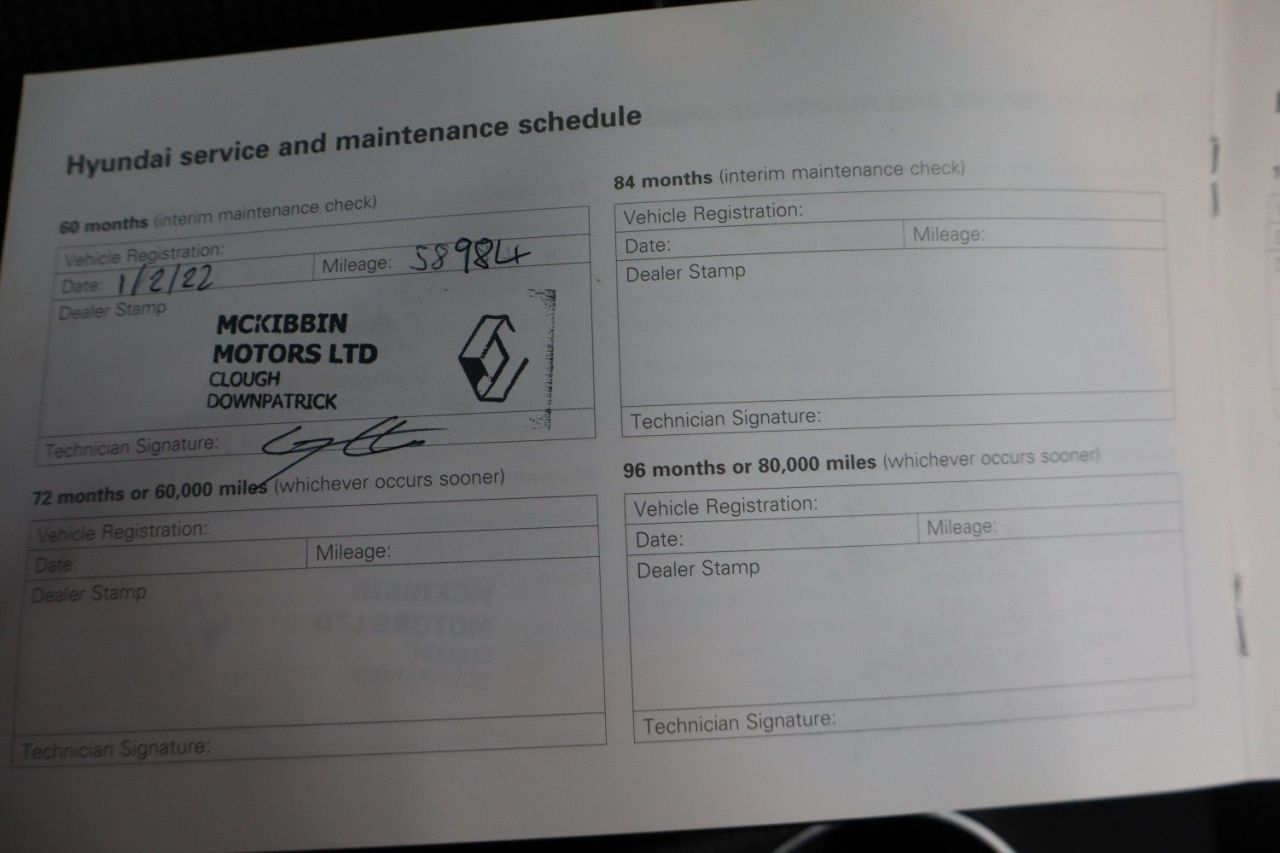 Hyundai service and maintenance schedule
60 months (interim maintenance check)
Vehicle Registration:
Date: 1/2/22 Mileage: 58984
Dealer Stamp
MCKIBBIN
MOTORS LTD
CLOUGH
DOWNPATRICK
Technician Signature:
72 months or 60,000 miles (whichever occurs sooner)
Vehicle Registration:
Date: Mileage:
Dealer Stamp
Technician Signature:
84 months (interim maintenance check)
Vehicle Registration:
Date: Mileage:
Dealer Stamp
Technician Signature:
96 months or 80,000 miles (whichever occurs sooner)
Vehicle Registration:
Date: Mileage:
Dealer Stamp
Technician Signature: